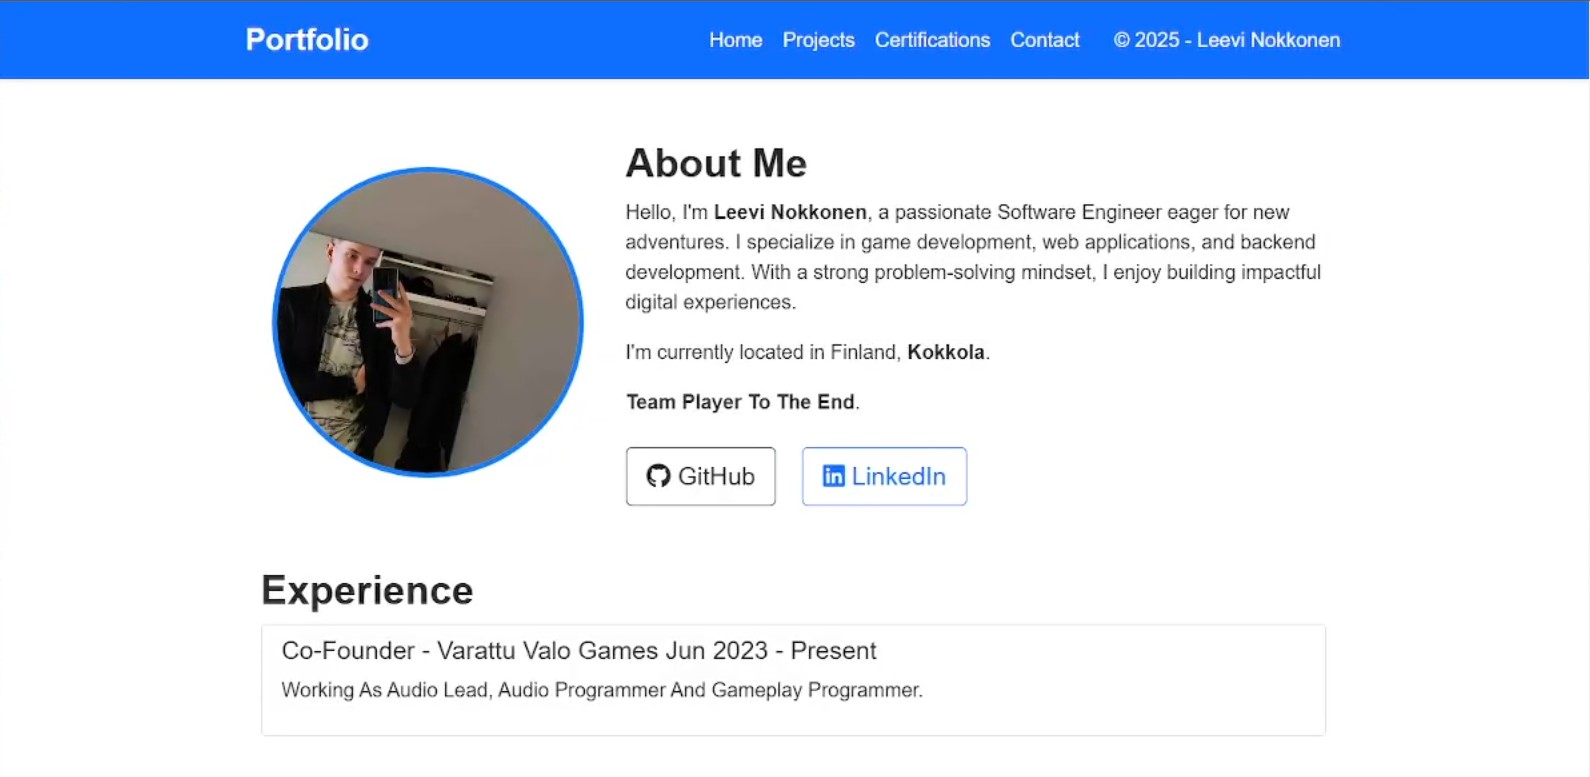 Portfolio
Home Projects Certifications Contact © 2025 - Leevi Nokkonen
About Me
Hello, I'm Leevi Nokkonen, a passionate Software Engineer eager for new
adventures. I specialize in game development, web applications, and backend
development. With a strong problem-solving mindset, I enjoy building impactful
digital experiences.
I'm currently located in Finland, Kokkola.
Team Player To The End.
GitHub
LinkedIn
Experience
Co-Founder - Varattu Valo Games Jun 2023 - Present
Working As Audio Lead, Audio Programmer And Gameplay Programmer.